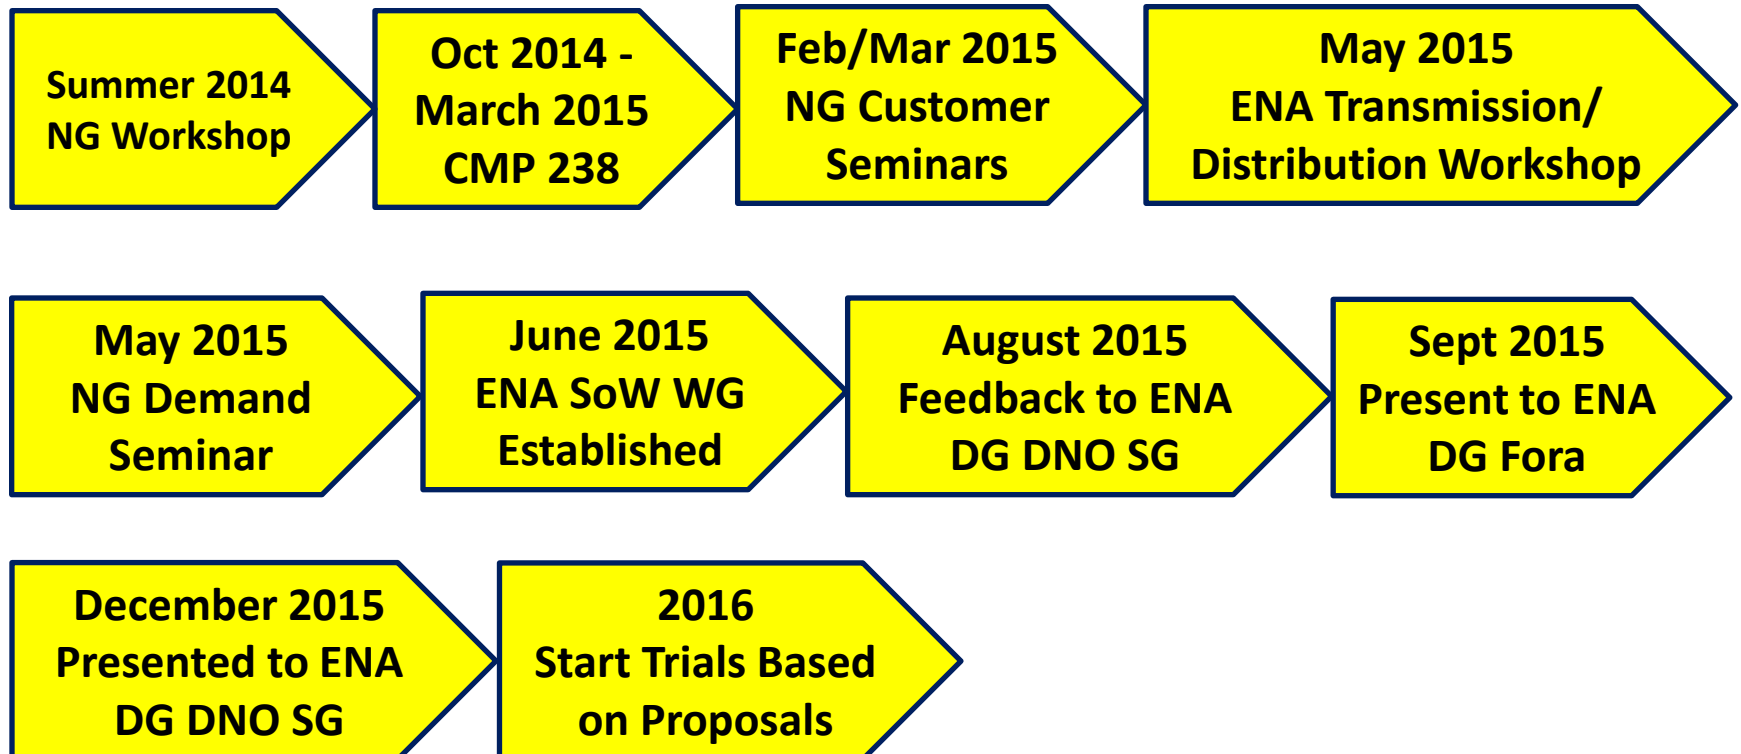 Summer 2014
NG Workshop
Oct 2014 -
March 2015
CMP 238
Feb/Mar 2015
NG Customer
Seminars
May 2015
ENA Transmission/
Distribution Workshop
May 2015
NG Demand
Seminar
June 2015
ENA SoW WG
Established
August 2015
Feedback to ENA
DG DNO SG
Sept 2015
Present to ENA
DG Fora
December 2015
Presented to ENA
DG DNO SG
2016
Start Trials Based
on Proposals